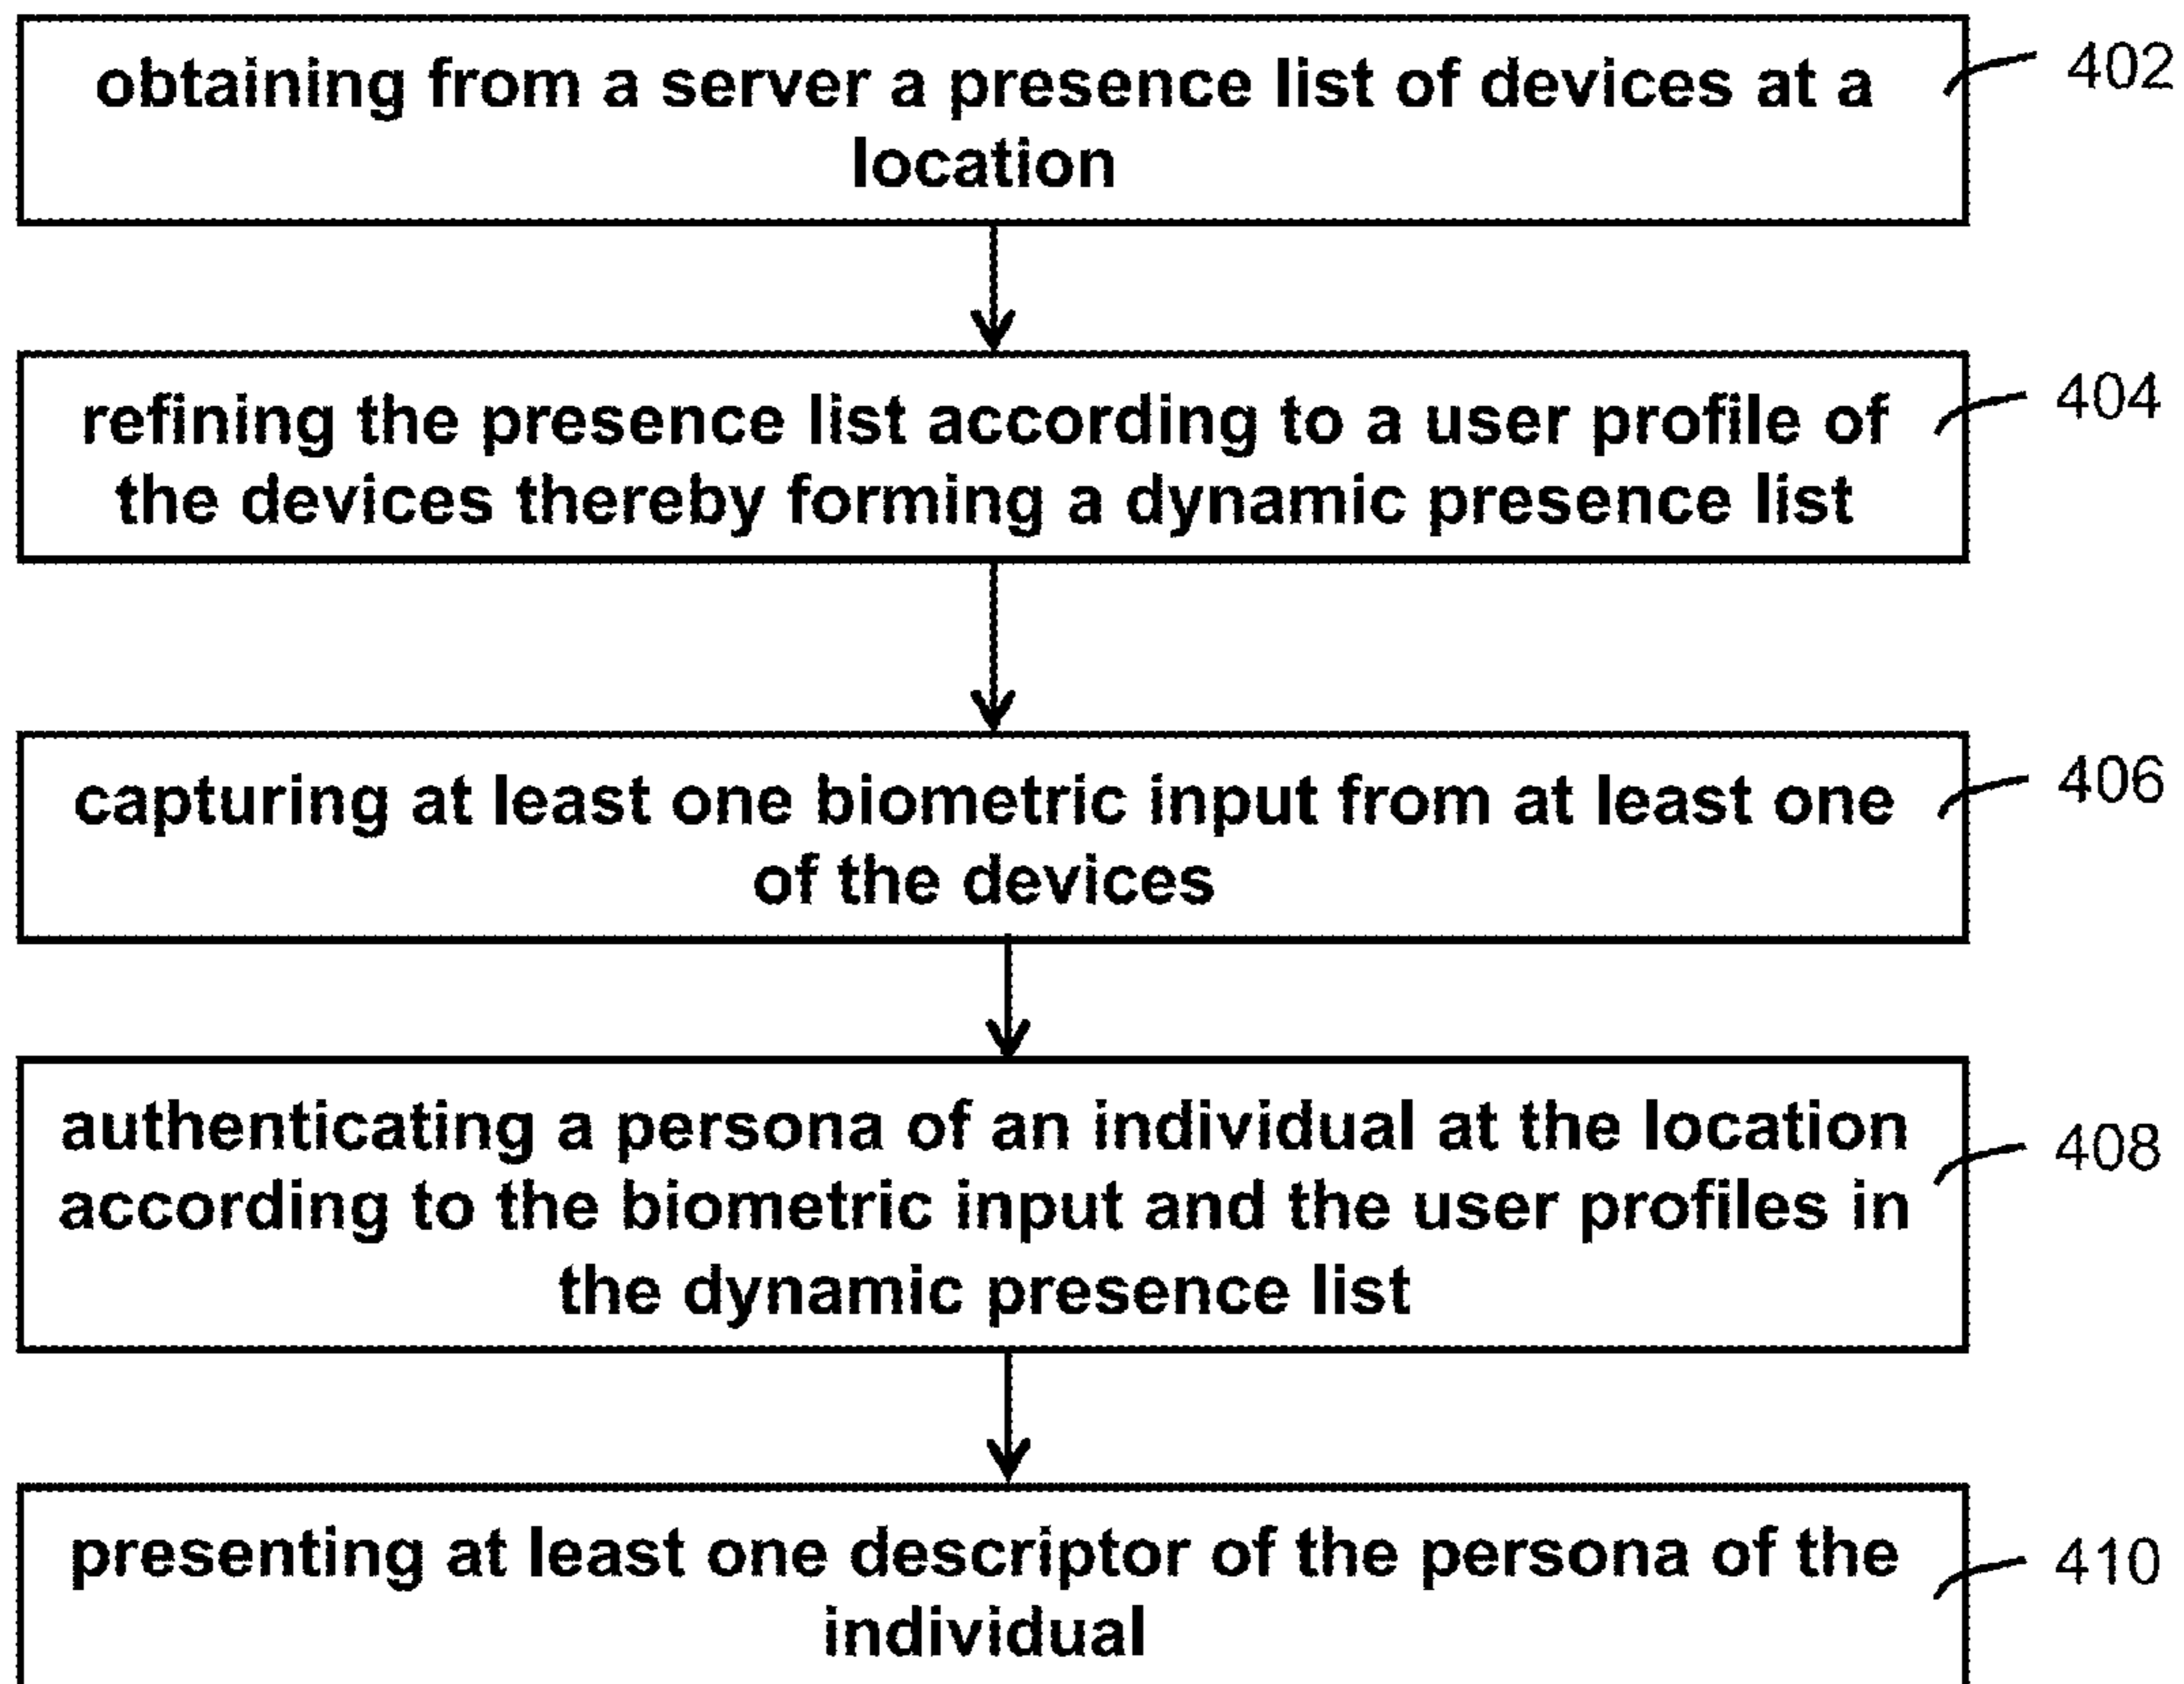 obtaining from a server a presence list of devices at a
location
402
refining the presence list according to a user profile of
the devices thereby forming a dynamic presence list
404
capturing at least one biometric input from at least one
of the devices
406
authenticating a persona of an individual at the location
according to the biometric input and the user profiles in
the dynamic presence list
408
presenting at least one descriptor of the persona of the
individual
410